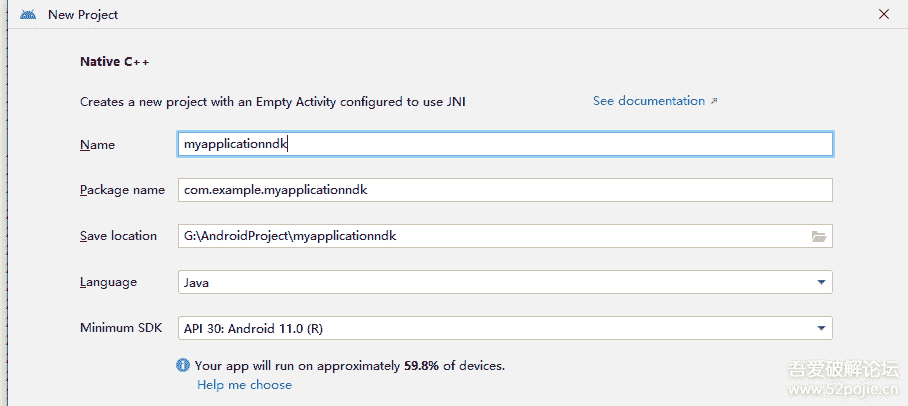 New Project
Native C++
Creates a new project with an Empty Activity configured to use JNI
See documentation ↗
Name
myapplicationndk
Package name
com.example.myapplicationndk
Save location
G:\AndroidProject\myapplicationndk
Language
Java
Minimum SDK
API 30: Android 11.0 (R)
Your app will run on approximately 59.8% of devices.
Help me choose
吾爱破解论坛
www.52pojie.cn